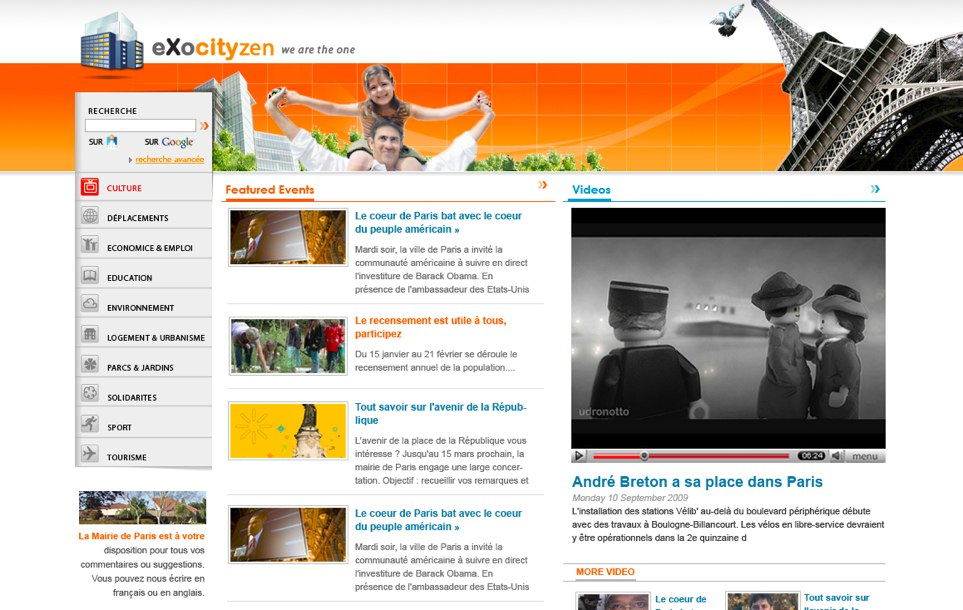 eXocityzen we are the one
RECHERCHE
SUR
SUR Google
recherche avancée
CULTURE
DÉPLACEMENTS
ECONOMICE & EMPLOI
EDUCATION
ENVIRONNEMENT
LOGEMENT & URBANISME
PARCS & JARDINS
SOLIDARITES
SPORT
TOURISME
La Mairie de Paris est à votre
disposition pour tous vos
commentaires ou suggestions.
Vous pouvez nous écrire en
français ou en anglais.
Featured Events
Le coeur de Paris bat avec le coeur
du peuple américain »
Mardi soir, la ville de Paris a invité la
communauté américaine à suivre en direct
l'investiture de Barack Obama. En
présence de l'ambassadeur des Etats-Unis
Le recensement est utile à tous,
participez
Du 15 janvier au 21 février se déroule le
recensement annuel de la population....
Tout savoir sur l'avenir de la Répub-
lique
L'avenir de la place de la République vous
intéresse ? Jusqu'au 15 mars prochain, la
mairie de Paris engage une large concer-
tation. Objectif : recueillir vos remarques et
Le coeur de Paris bat avec le coeur
du peuple américain »
Mardi soir, la ville de Paris a invité la
communauté américaine à suivre en direct
l'investiture de Barack Obama. En
présence de l'ambassadeur des Etats-Unis
Videos
udronotto
06:24
menu
André Breton a sa place dans Paris
Monday 10 September 2009
L'installation des stations Vélib' au-delà du boulevard périphérique débute
avec des travaux à Boulogne-Billancourt. Les vélos en libre-service devraient
y être opérationnels dans la 2e quinzaine d
MORE VIDEO
Le coeur de
Tout savoir sur